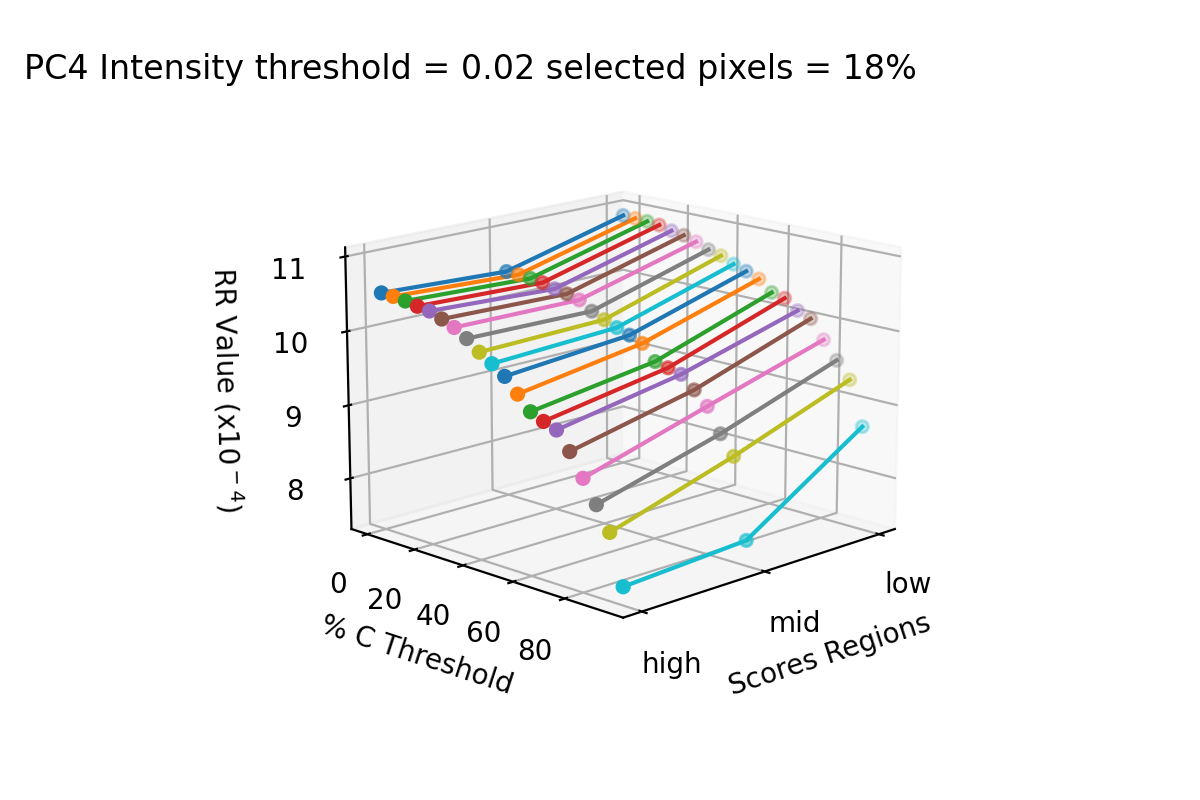 PC4 Intensity threshold = 0.02 selected pixels = 18%
11
10
9
8
RR Value (x10⁻⁴)
0
20
40
60
80
% C Threshold
low
mid
high
Scores Regions